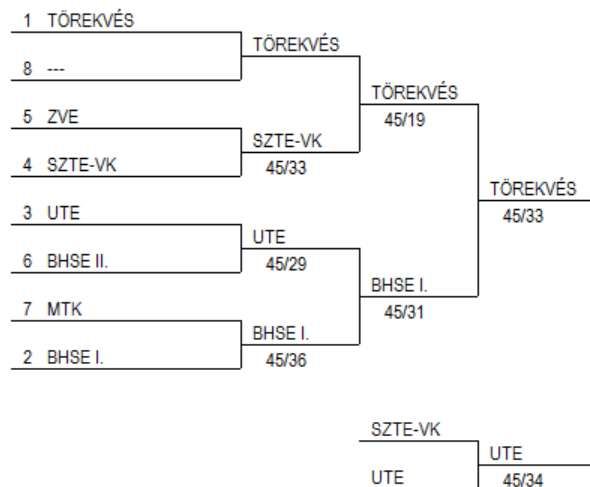 1 TÖREKVÉS
TÖREKVÉS
8 ---
TÖREKVÉS
45/19
5 ZVE
SZTE-VK
45/33
4 SZTE-VK
TÖREKVÉS
45/33
3 UTE
UTE
45/29
6 BHSE II.
BHSE I.
45/31
7 MTK
BHSE I.
45/36
2 BHSE I.
SZTE-VK
UTE
45/34
UTE